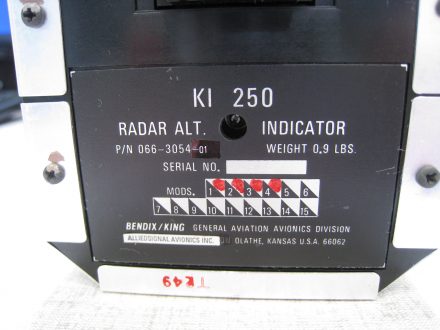 KI 250
RADAR ALT. INDICATOR
P/N 066-3054-01 WEIGHT 0.9 LBS.
SERIAL NO.
MODS. 1 2 3 4 5 6
7 8 9 10 11 12 13 14 15
BENDIX/KING GENERAL AVIATION AVIONICS DIVISION
ALLIEDSIGNAL AVIONICS INC. OLATHE, KANSAS U.S.A. 66062
TR49